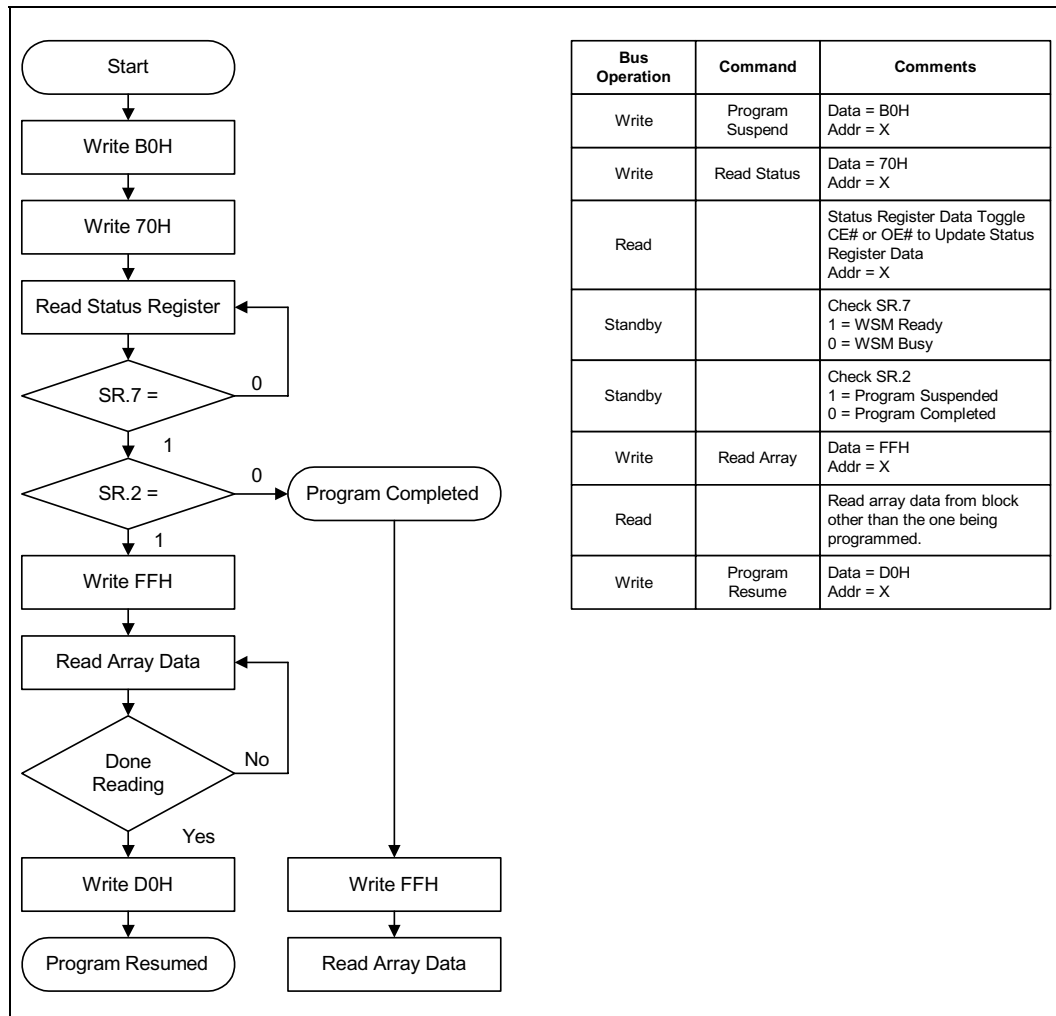 Start
Write B0H
Write 70H
Read Status Register
SR.7 =
0
1
SR.2 =
0
Program Completed
1
Write FFH
Read Array Data
Done
Reading
No
Yes
Write D0H
Write FFH
Program Resumed
Read Array Data
Bus
Operation
Command
Comments
Write
Program
Suspend
Data = B0H
Addr = X
Write
Read Status
Data = 70H
Addr = X
Read
Status Register Data Toggle
CE# or OE# to Update Status
Register Data
Addr = X
Standby
Check SR.7
1 = WSM Ready
0 = WSM Busy
Standby
Check SR.2
1 = Program Suspended
0 = Program Completed
Write
Read Array
Data = FFH
Addr = X
Read
Read array data from block
other than the one being
programmed.
Write
Program
Resume
Data = D0H
Addr = X